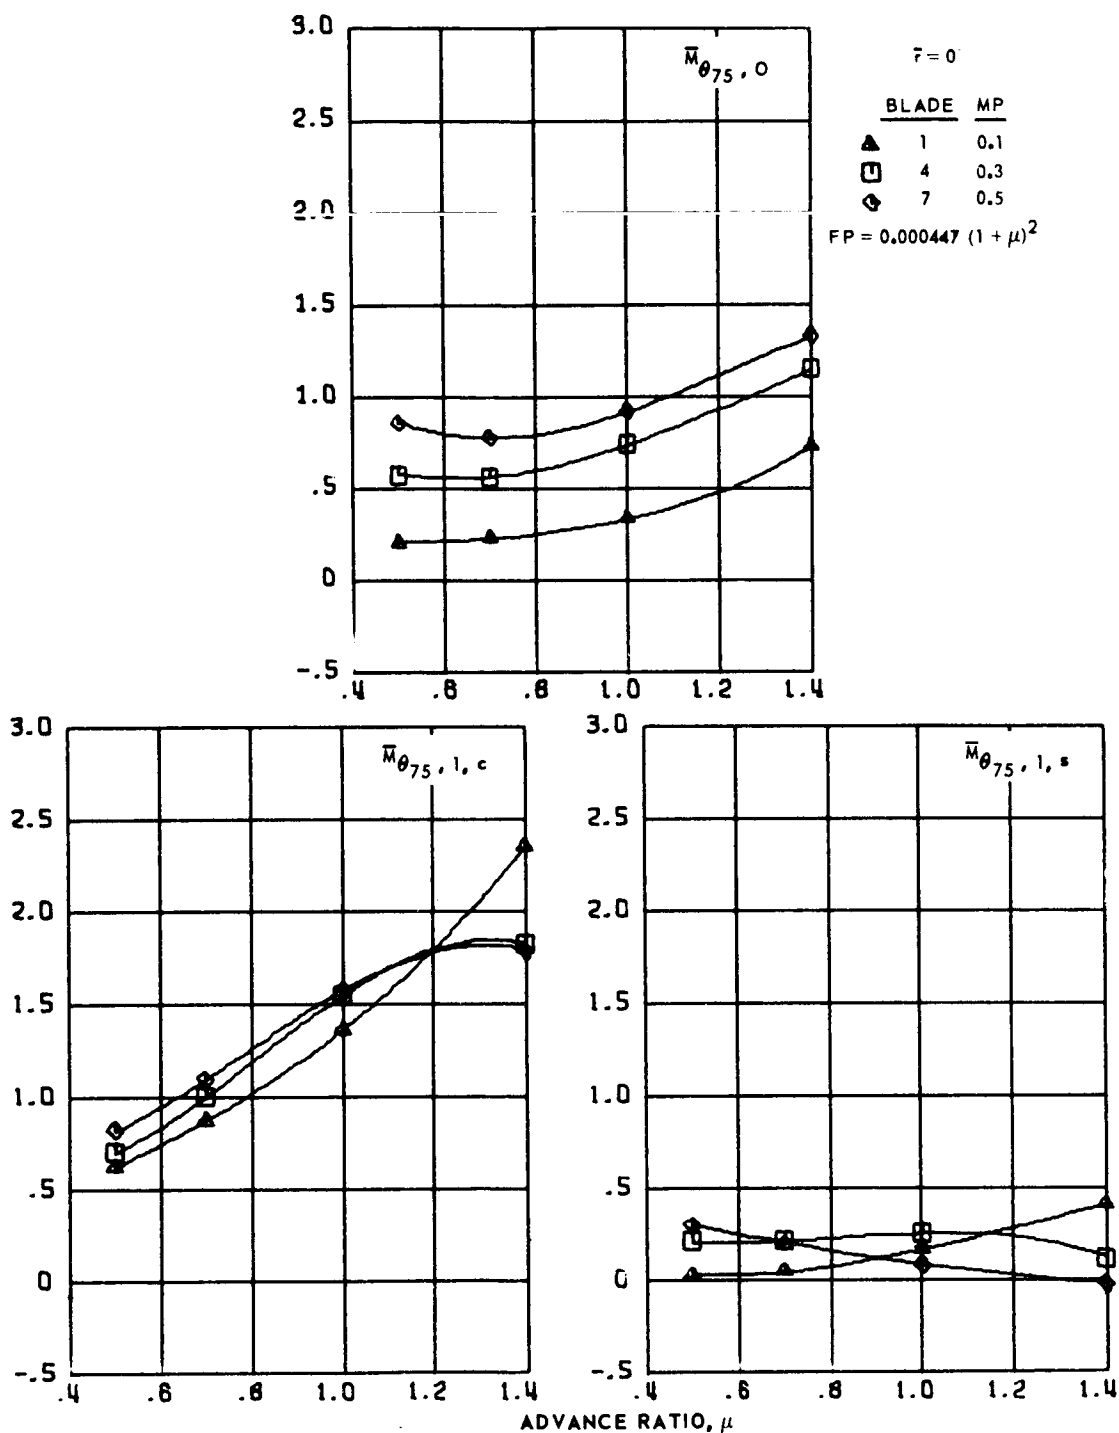 3.0
2.5
2.0
1.5
1.0
.5
0
-.5
.4 .6 .8 1.0 1.2 1.4
M̅θ75, O
r̅ = 0
BLADE MP
1 0.1
4 0.3
7 0.5
FP = 0.000447 (1 + μ)²
3.0
2.5
2.0
1.5
1.0
.5
0
-.5
.4 .6 .8 1.0 1.2 1.4
M̅θ75, 1, c
3.0
2.5
2.0
1.5
1.0
.5
0
-.5
.4 .6 .8 1.0 1.2 1.4
M̅θ75, 1, s
ADVANCE RATIO, μ